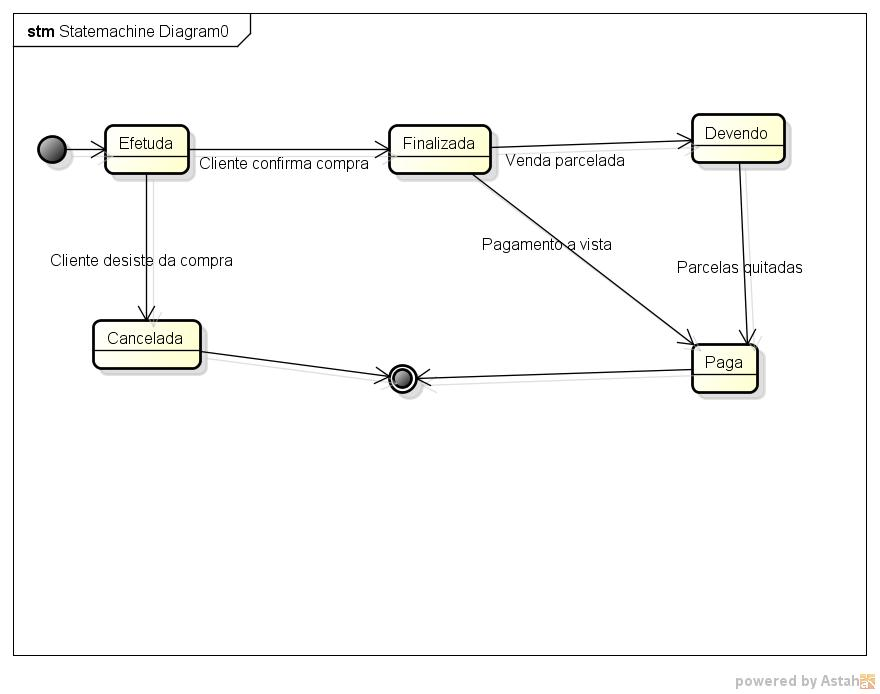 stm Statemachine Diagram0
Efetuda
Finalizada
Devendo
Cliente confirma compra
Venda parcelada
Pagamento a vista
Cliente desiste da compra
Parcelas quitadas
Cancelada
Paga
powered by Astah